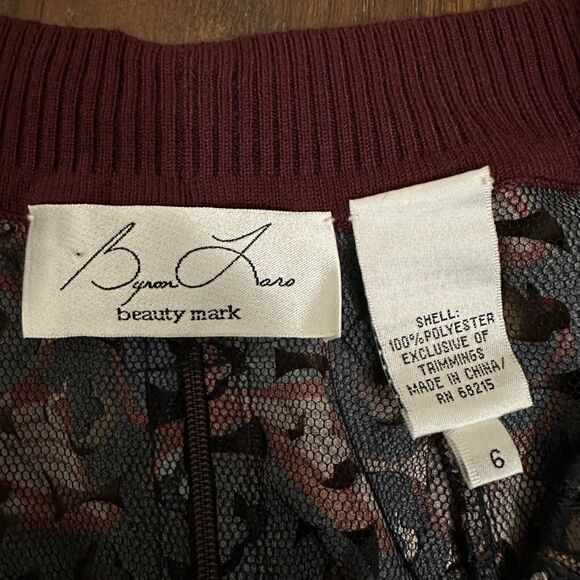 Byron Lars
beauty mark
SHELL:
100% POLYESTER
EXCLUSIVE OF
TRIMMINGS
MADE IN CHINA/
RN 68215
6